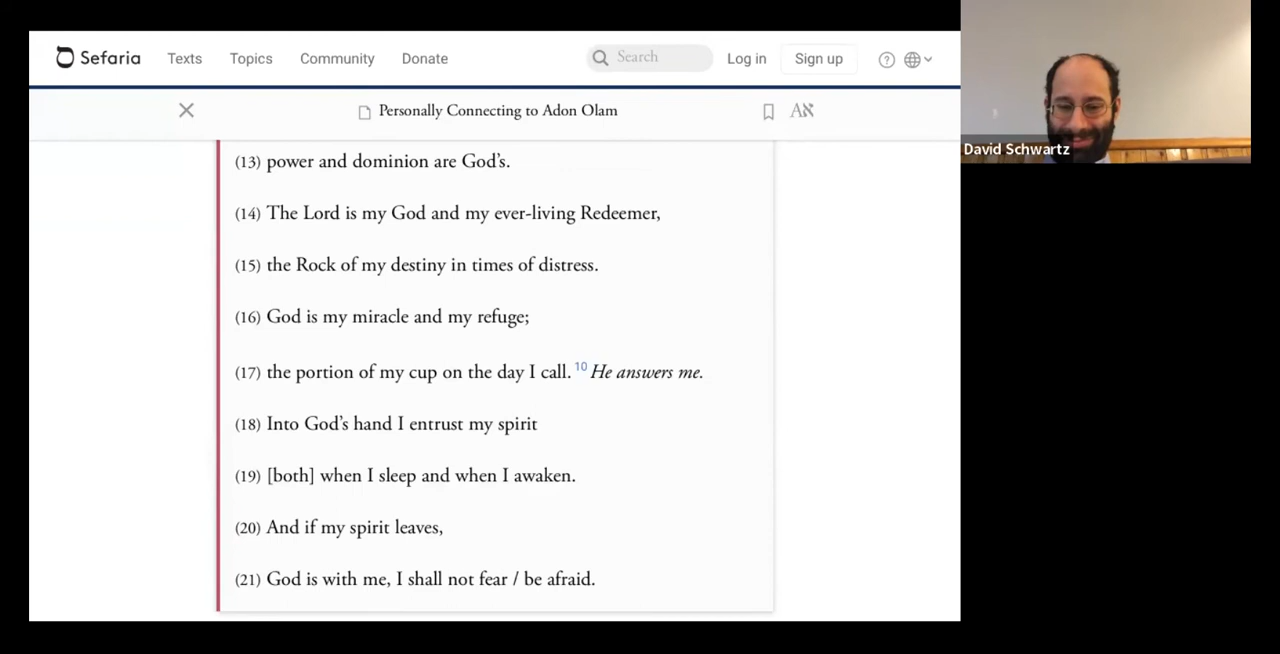 Sefaria Texts Topics Community Donate Search Log in Sign up
Personally Connecting to Adon Olam Aא
(13) power and dominion are God’s.
David Schwartz
(14) The Lord is my God and my ever-living Redeemer,
(15) the Rock of my destiny in times of distress.
(16) God is my miracle and my refuge;
(17) the portion of my cup on the day I call. 10 He answers me.
(18) Into God’s hand I entrust my spirit
(19) [both] when I sleep and when I awaken.
(20) And if my spirit leaves,
(21) God is with me, I shall not fear / be afraid.